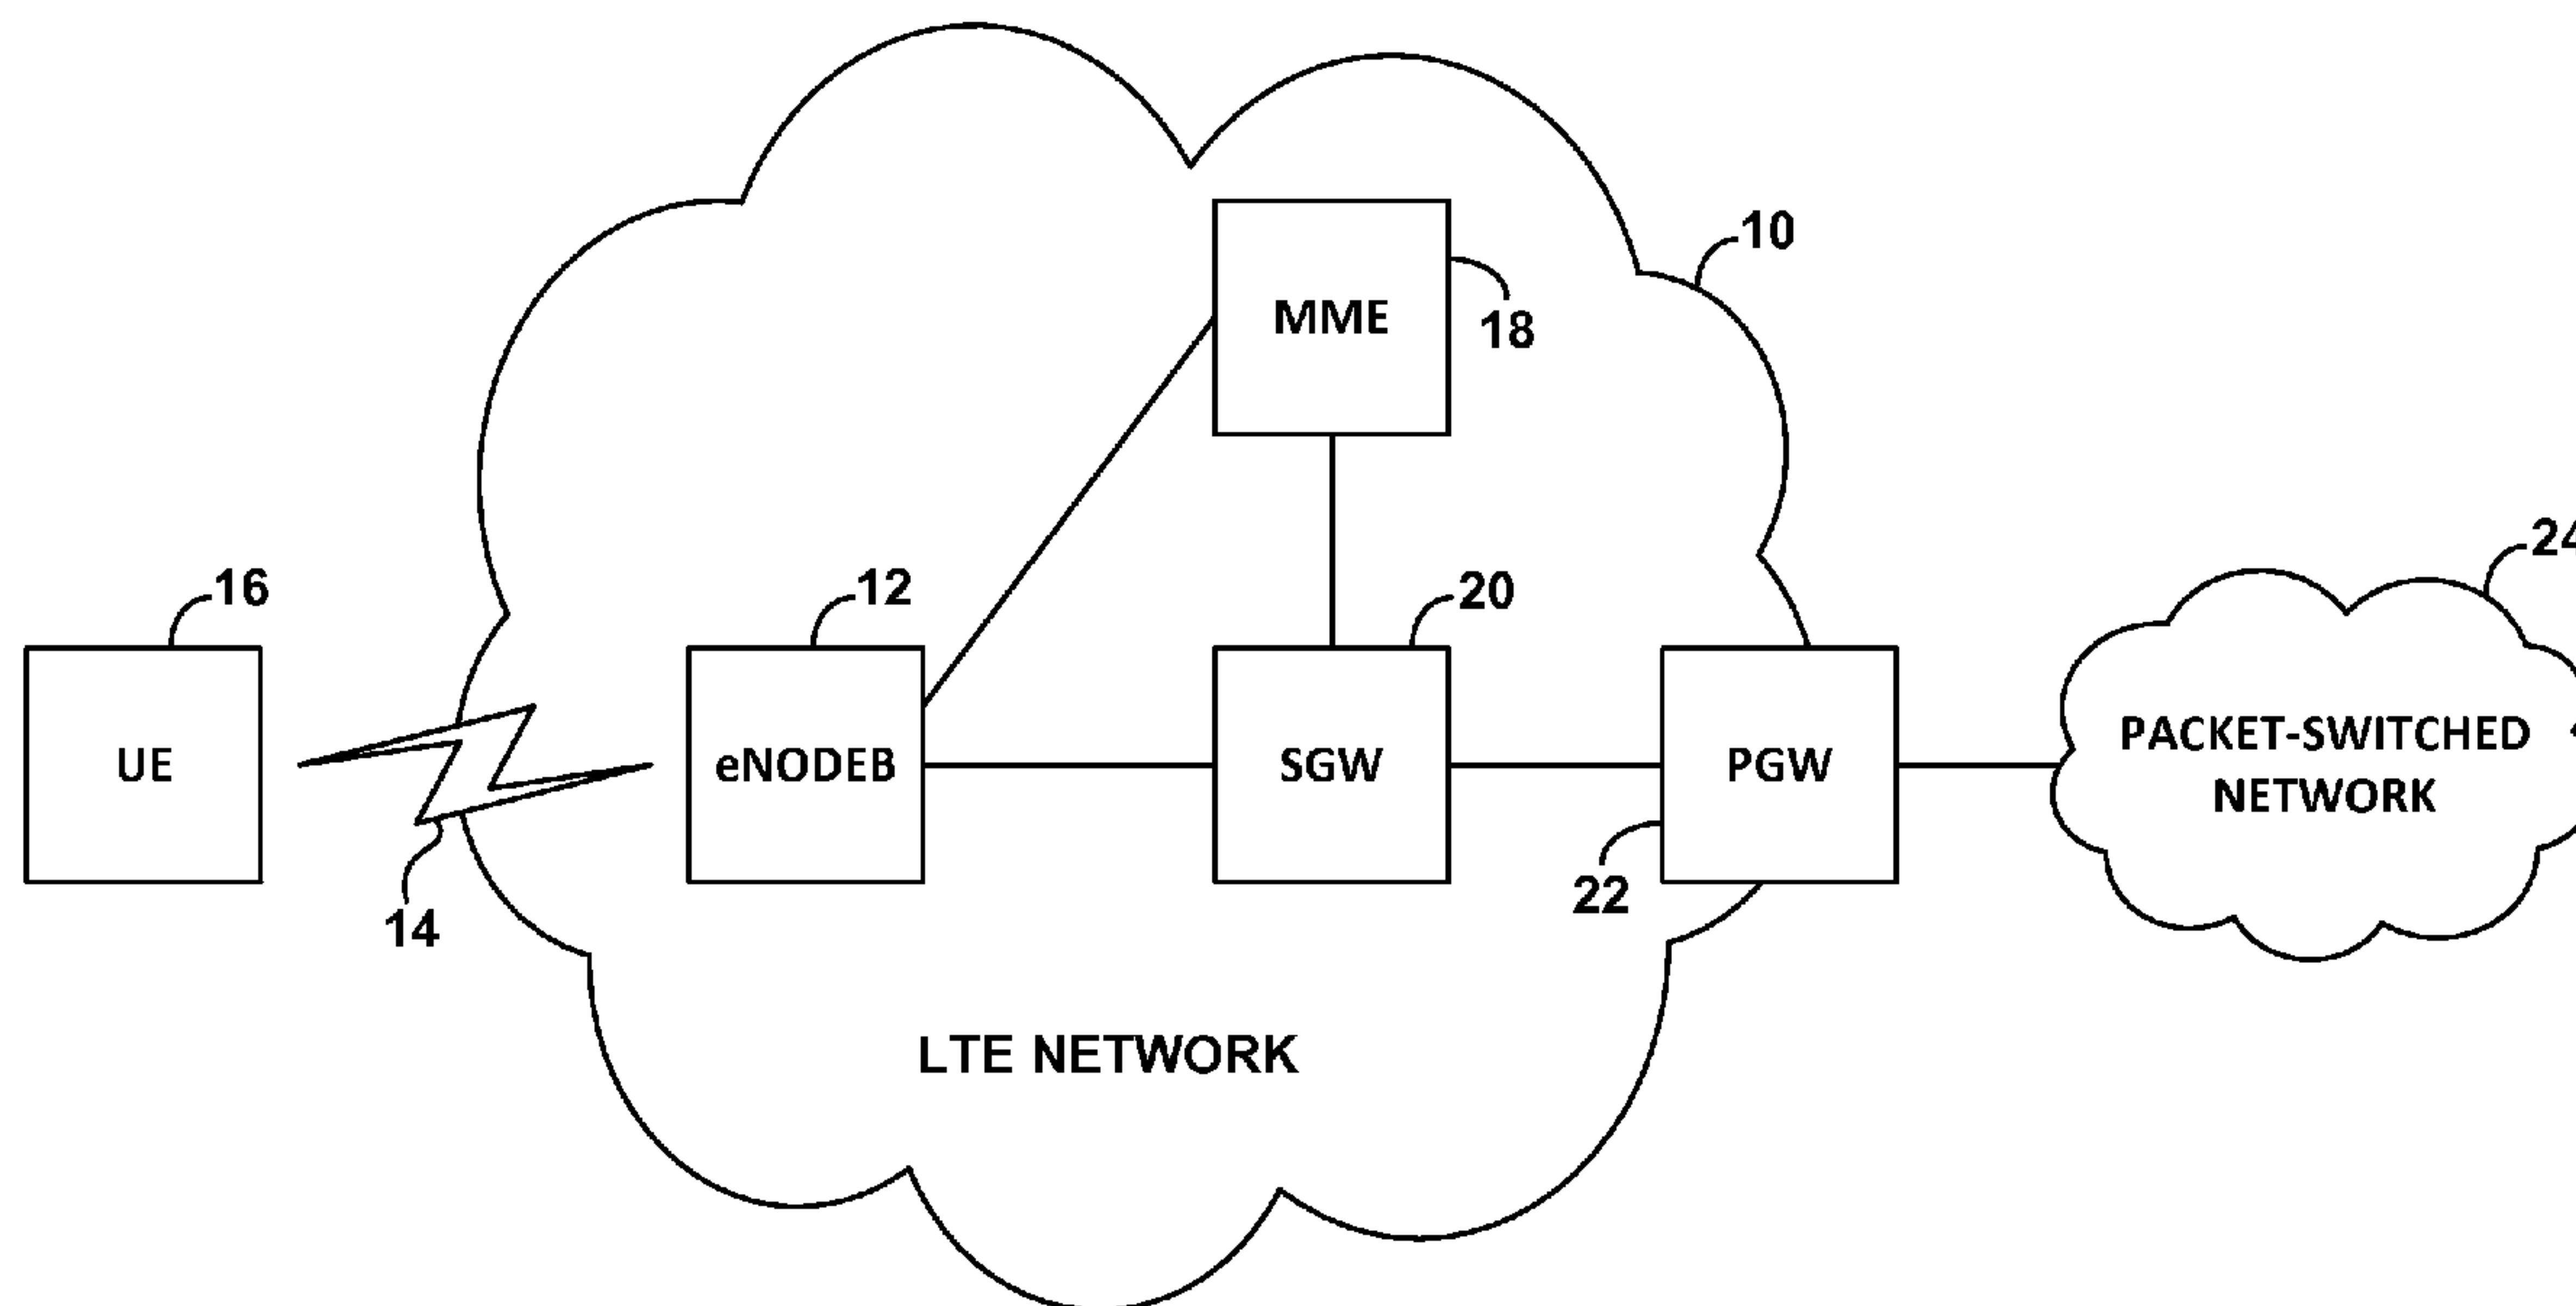 10
MME
18
16
12
20
24
UE
eNODEB
SGW
PGW
PACKET-SWITCHED
NETWORK
22
14
LTE NETWORK